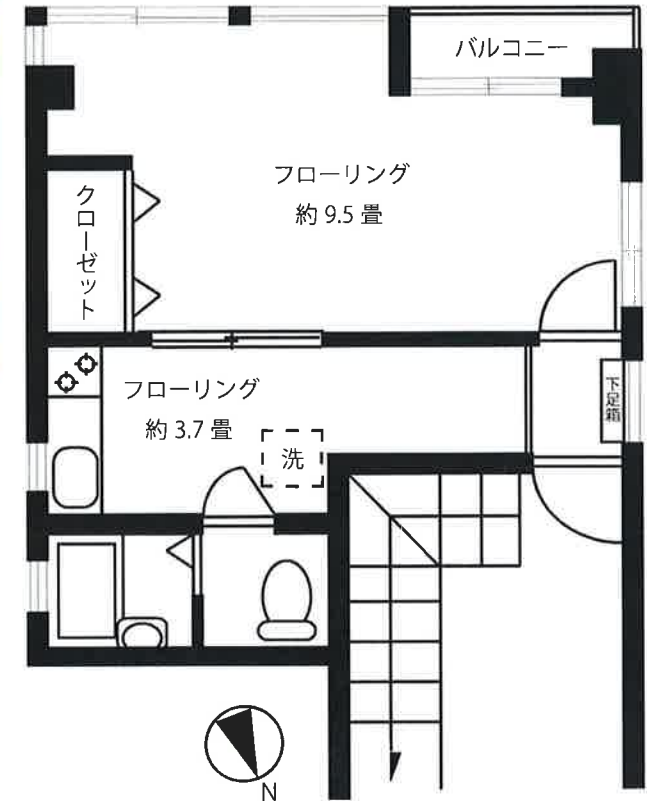 バルコニー
フローリング
約 9.5 畳
クローゼット
フローリング
約 3.7 畳
下足箱
洗
N